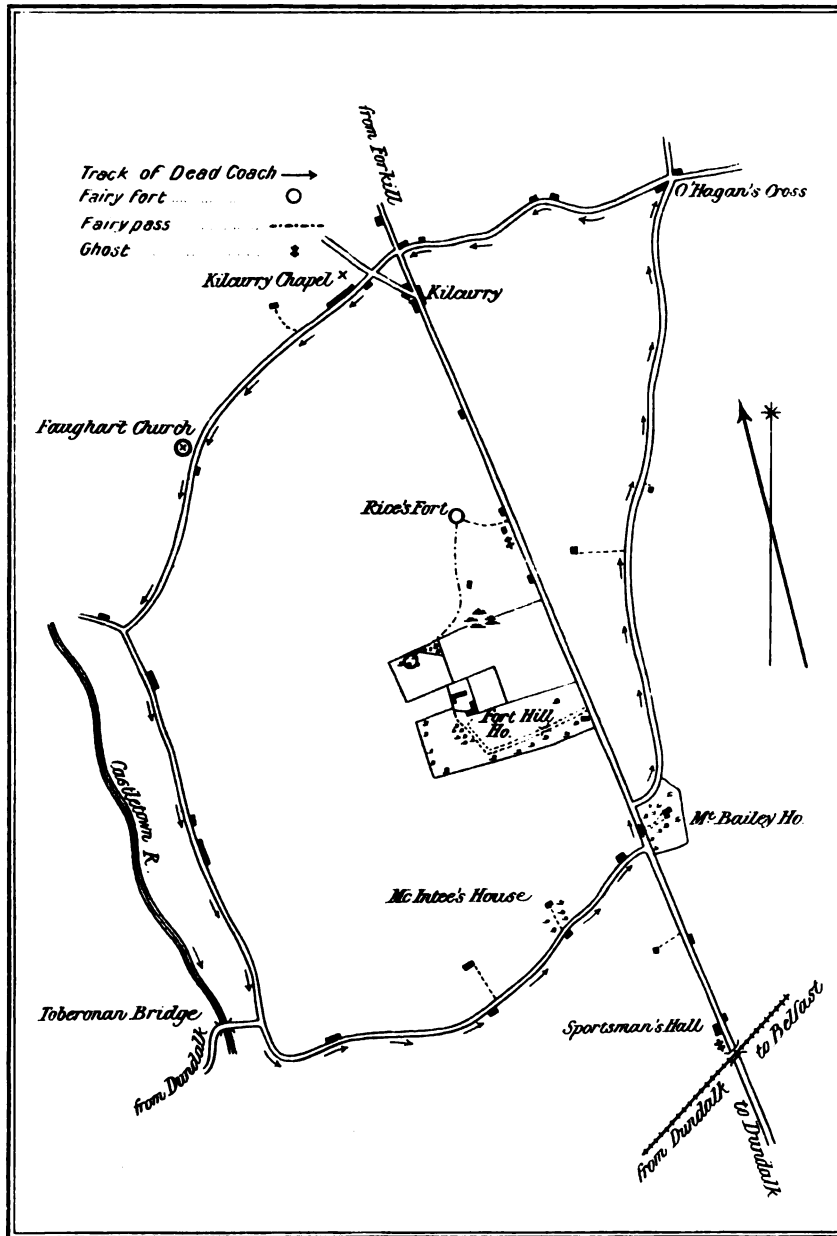 from Forkill
Track of Dead Coach
Fairy fort
Fairy pass
Ghost
O'Hagan's Cross
Kilcurry Chapel
Kilcurry
Faughart Church
Rice's Fort
Fort Hill
Ho.
Castletown R.
Mt Bailey Ho.
McIntee's House
Toberonan Bridge
from Dundalk
Sportsman's Hall
to Belfast
from Dundalk
to Dundalk